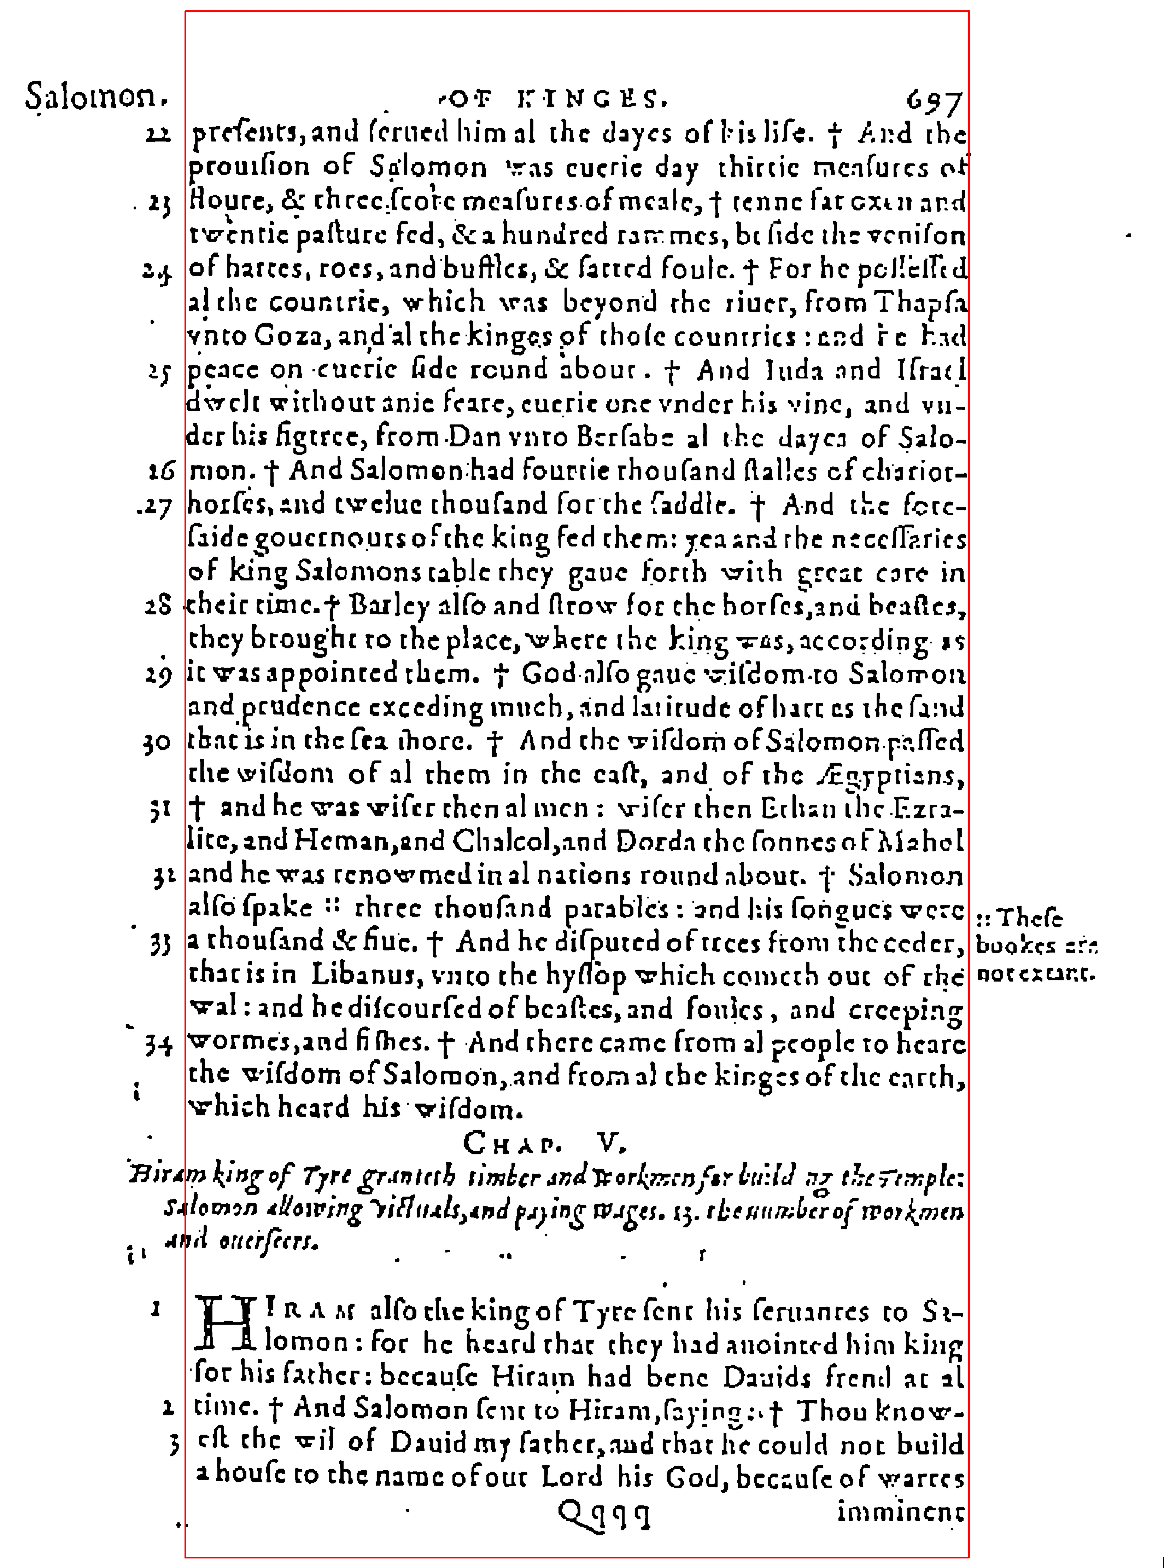 Salomon. OF KINGES. 697
22 presents, and serued him al the dayes of his life. † And the
prouision of Salomon was euerie day thirtie measures of
23 floure, & three score measures of meale, † tenne fat oxen and
twentie pasture fed, & a hundred rammes, beside the venison
24 of hartes, roes, and buffles, & fatted foule. † For he possessed
al the countrie, which was beyond the riuer, from Thapsa
vnto Goza, and al the kinges of those countries: and he had
25 peace on euerie side round about. † And Iuda and Israel
dwelt without anie feare, euerie one vnder his vine, and vn-
der his figtree, from Dan vnto Bersabe al the dayes of Salo-
26 mon. † And Salomon had fourtie thousand stalles of chariot-
27 horses, and twelue thousand for the saddle. † And the fore-
saide gouernours of the king fed them: yea and the necessaries
of king Salomons table they gaue forth with great care in
28 their time. † Barley also and strow for the horses, and beastes,
they brought to the place, where the king was, according as
29 it was appointed them. † God also gaue wisdom to Salomon
and prudence exceding much, and latitude of hart as the sand
30 that is in the sea shore. † And the wisdom of Salomon passed
the wisdom of al them in the east, and of the Ægyptians,
31 † and he was wiser then al men: wiser then Ethan the Ezra-
lite, and Heman, and Chalcol, and Dorda the sonnes of Mahol
32 and he was renowmed in al nations round about. † Salomon
also spake :: three thousand parables: and his songues were
:: These
33 a thousand & fiue. † And he disputed of trees from the ceder,
bookes are
that is in Libanus, vnto the hyssop which cometh out of the
not extant.
wal: and he discoursed of beastes, and foules, and creeping
34 wormes, and fishes. † And there came from al people to heare
the wisdom of Salomon, and from al the kinges of the earth,
which heard his wisdom.
CHAP. V.
Hiram king of Tyre granteth timber and workmen for building the Temple:
Salomon allowing victuals, and paying wages. 13. the number of workmen
and ouerseers.
1 HIRAM also the king of Tyre sent his seruantes to Sa-
lomon: for he heard that they had anointed him king
for his father: because Hiram had bene Dauids frend at al
2 time. † And Salomon sent to Hiram, saying: † Thou know-
3 est the wil of Dauid my father, and that he could not build
a house to the name of our Lord his God, because of warres
Qqqq imminent